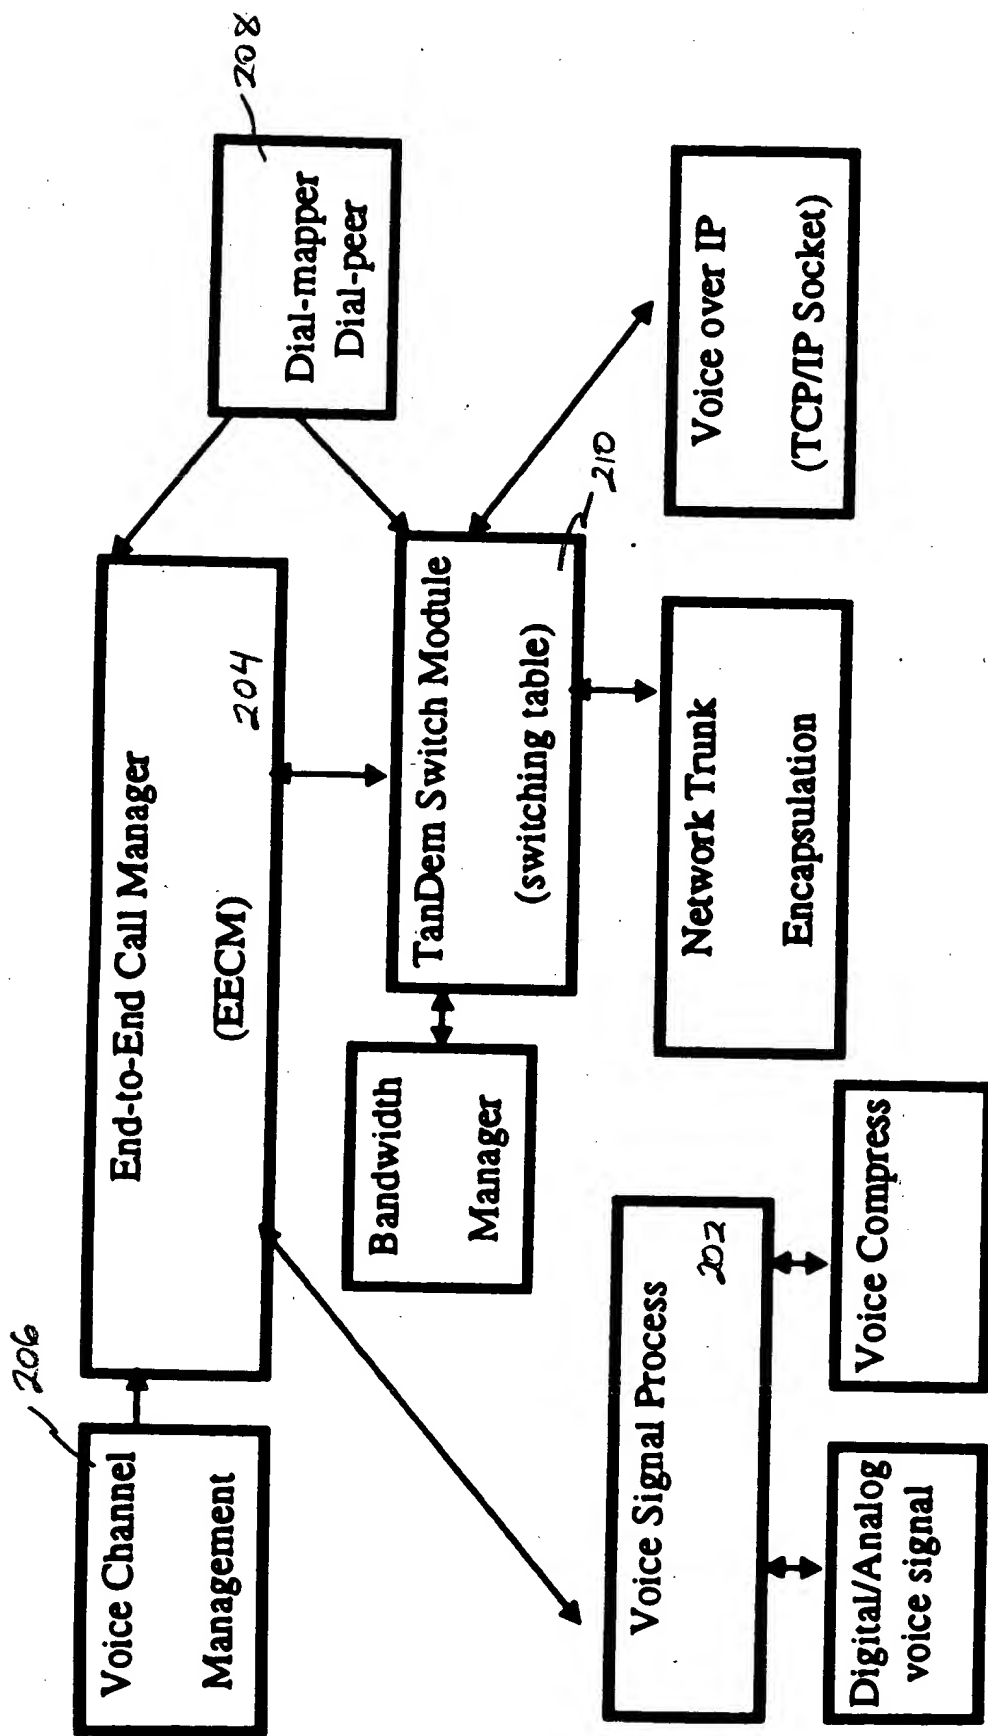 206
Voice Channel
Management
End-to-End Call Manager
(EECM)
204
208
Dial-mapper
Dial-peer
Bandwidth
Manager
TanDem Switch Module
(switching table)
210
Voice Signal Process
202
Network Trunk
Encapsulation
Voice over IP
(TCP/IP Socket)
Digital/Analog
voice signal
Voice Compress